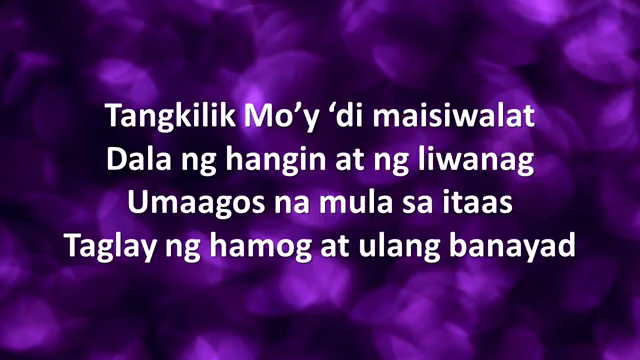 Tangkilik Mo’y ‘di maisiwalat
Dala ng hangin at ng liwanag
Umaagos na mula sa itaas
Taglay ng hamog at ulang banayad